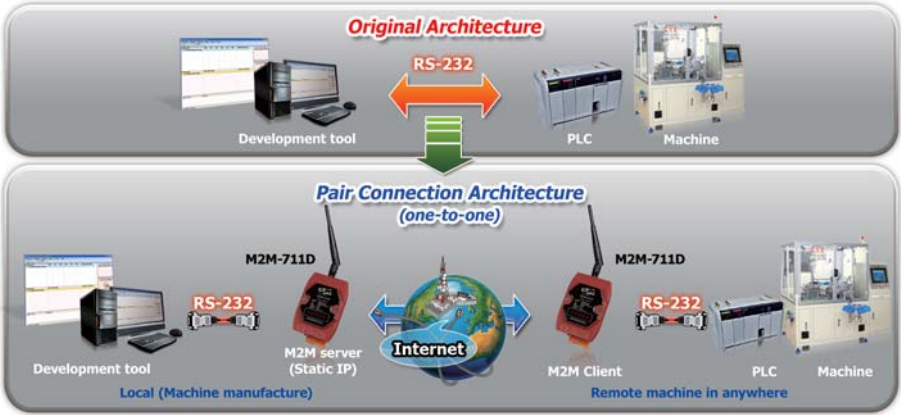 Original Architecture
RS-232
Development tool
PLC
Machine
Pair Connection Architecture
(one-to-one)
M2M-711D
M2M-711D
RS-232
RS-232
Internet
M2M server
(Static IP)
M2M Client
Development tool
PLC
Machine
Local (Machine manufacture)
Remote machine in anywhere